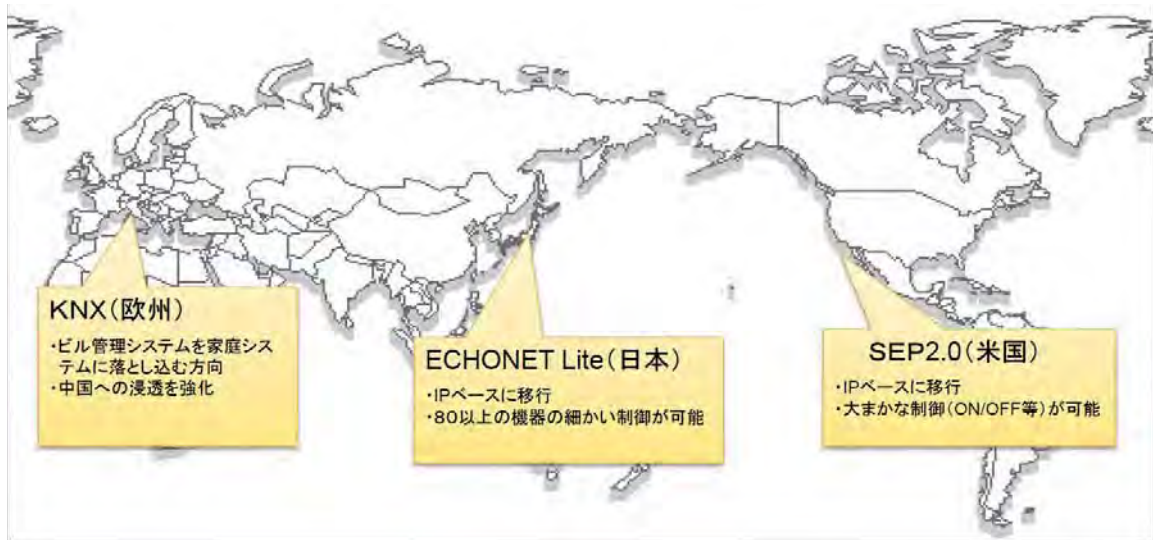 KNX（欧州）
・ビル管理システムを家庭シス
テムに落とし込む方向
・中国への浸透を強化
ECHONET Lite（日本）
・IPベースに移行
・80以上の機器の細かい制御が可能
SEP2.0（米国）
・IPベースに移行
・大まかな制御（ON/OFF等）が可能